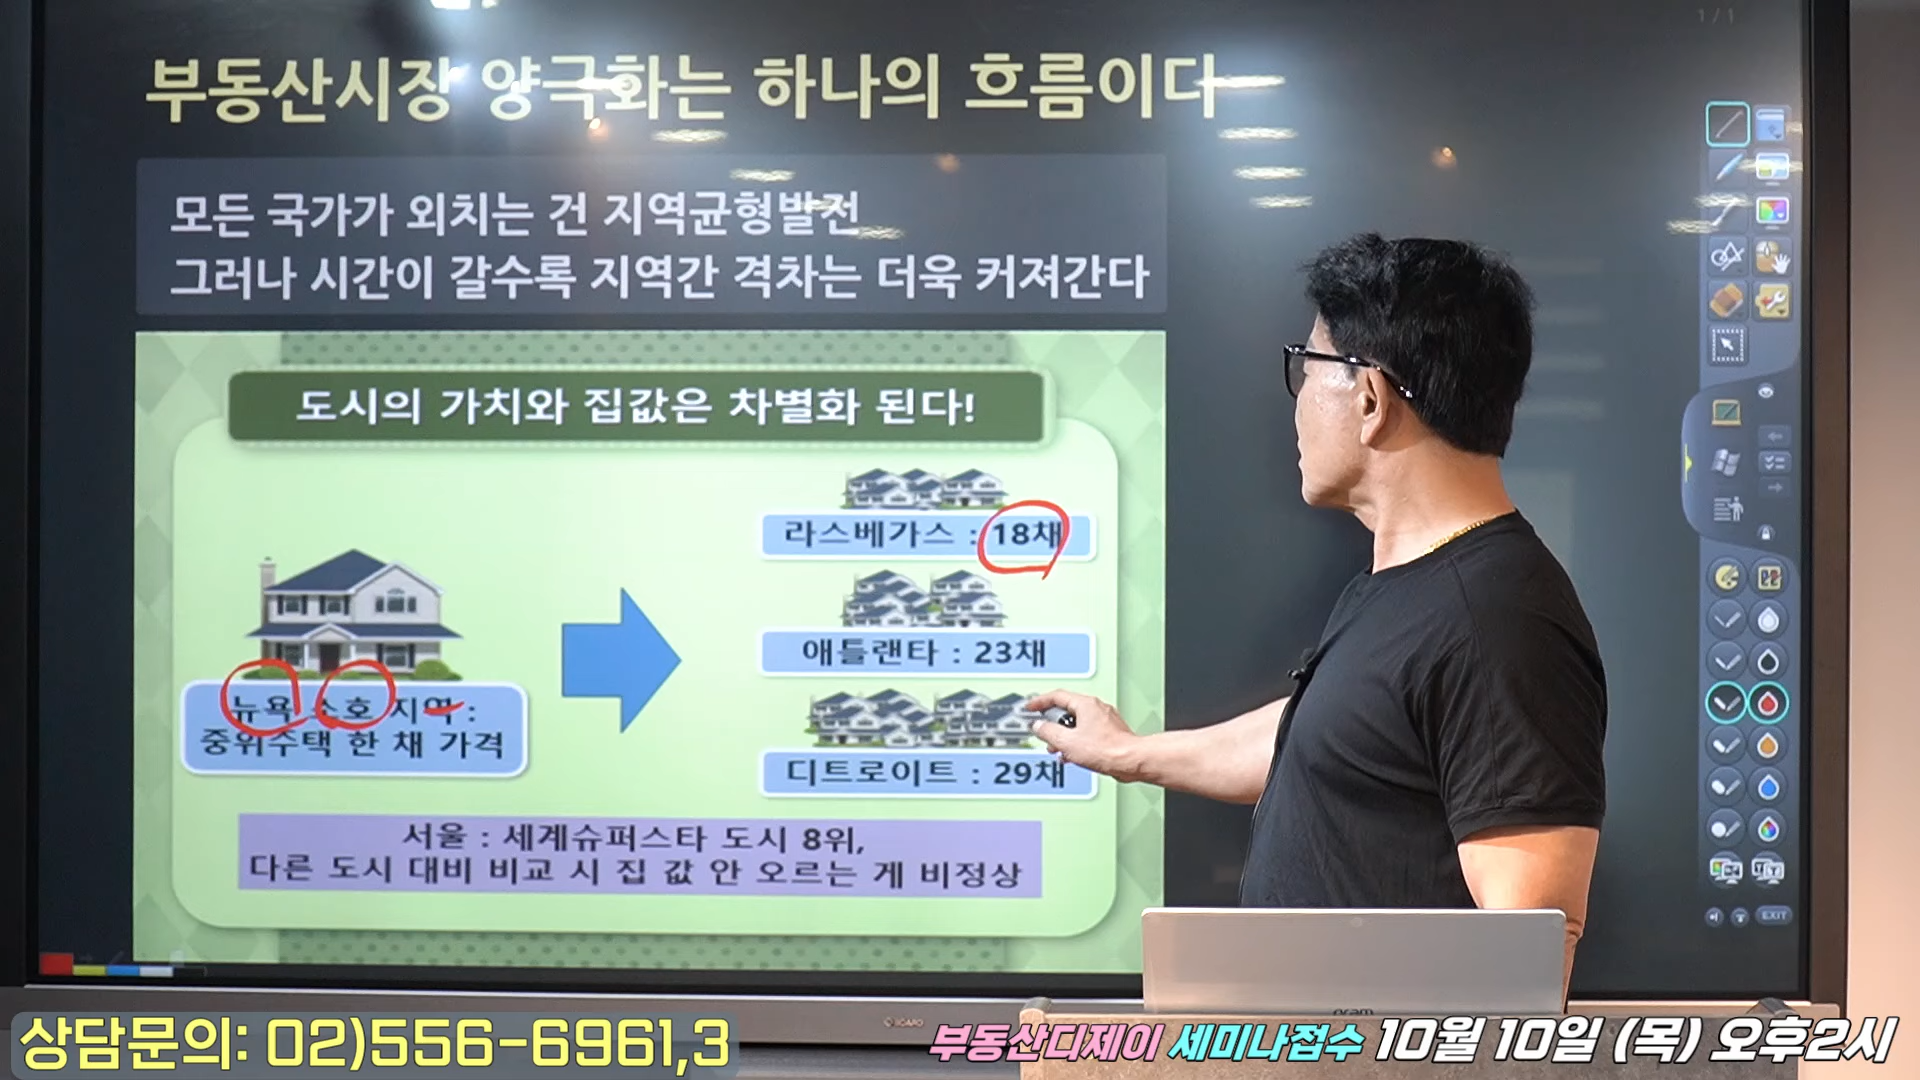 1/1
부동산시장 양극화는 하나의 흐름이다
모든 국가가 외치는 건 지역균형발전
그러나 시간이 갈수록 지역간 격차는 더욱 커져간다
도시의 가치와 집값은 차별화 된다!
뉴욕 소호 지역 :
중위주택 한 채 가격
라스베가스 : 18채
애틀랜타 : 23채
디트로이트 : 29채
서울 : 세계슈퍼스타 도시 8위,
다른 도시 대비 비교 시 집 값 안 오르는 게 비정상
EXIT
gram
상담문의: 02)556-6961,3
부동산디제이 세미나접수 10월 10일 (목) 오후2시